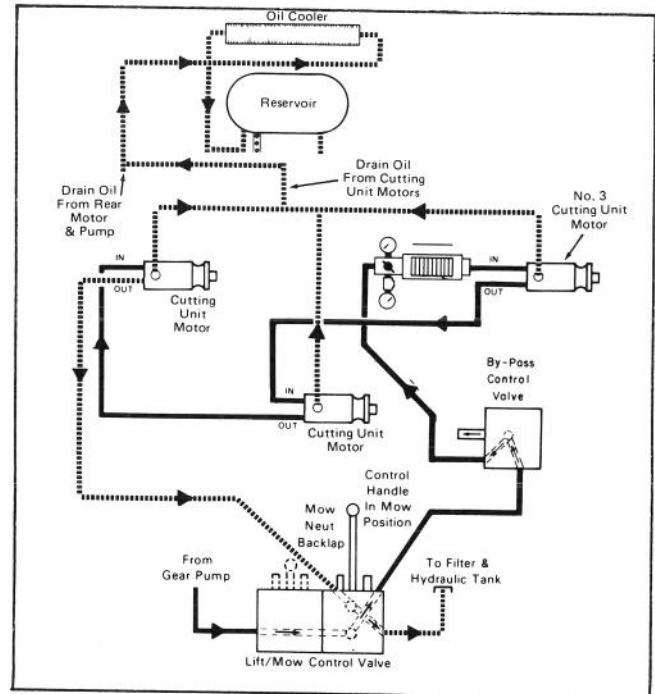 Oil Cooler
Reservoir
Drain Oil
From Rear
Motor
& Pump
Drain Oil
From Cutting
Unit Motors
No. 3
Cutting Unit
Motor
IN
OUT
Cutting
Unit
Motor
IN
OUT
IN
OUT
Cutting Unit
Motor
By-Pass
Control
Valve
Control
Handle
In Mow
Position
Mow
Neut
Backlap
From
Gear Pump
To Filter &
Hydraulic Tank
Lift/Mow Control Valve